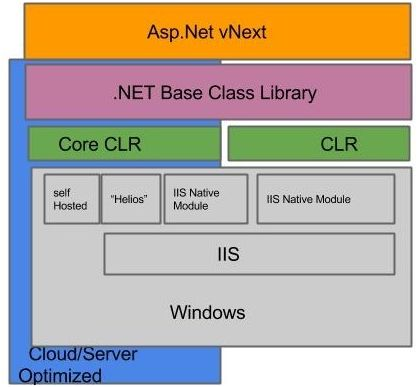 Asp.Net vNext
.NET Base Class Library
Core CLR
CLR
self
Hosted
"Helios"
IIS Native
Module
IIS Native Module
IIS
Windows
Cloud/Server
Optimized